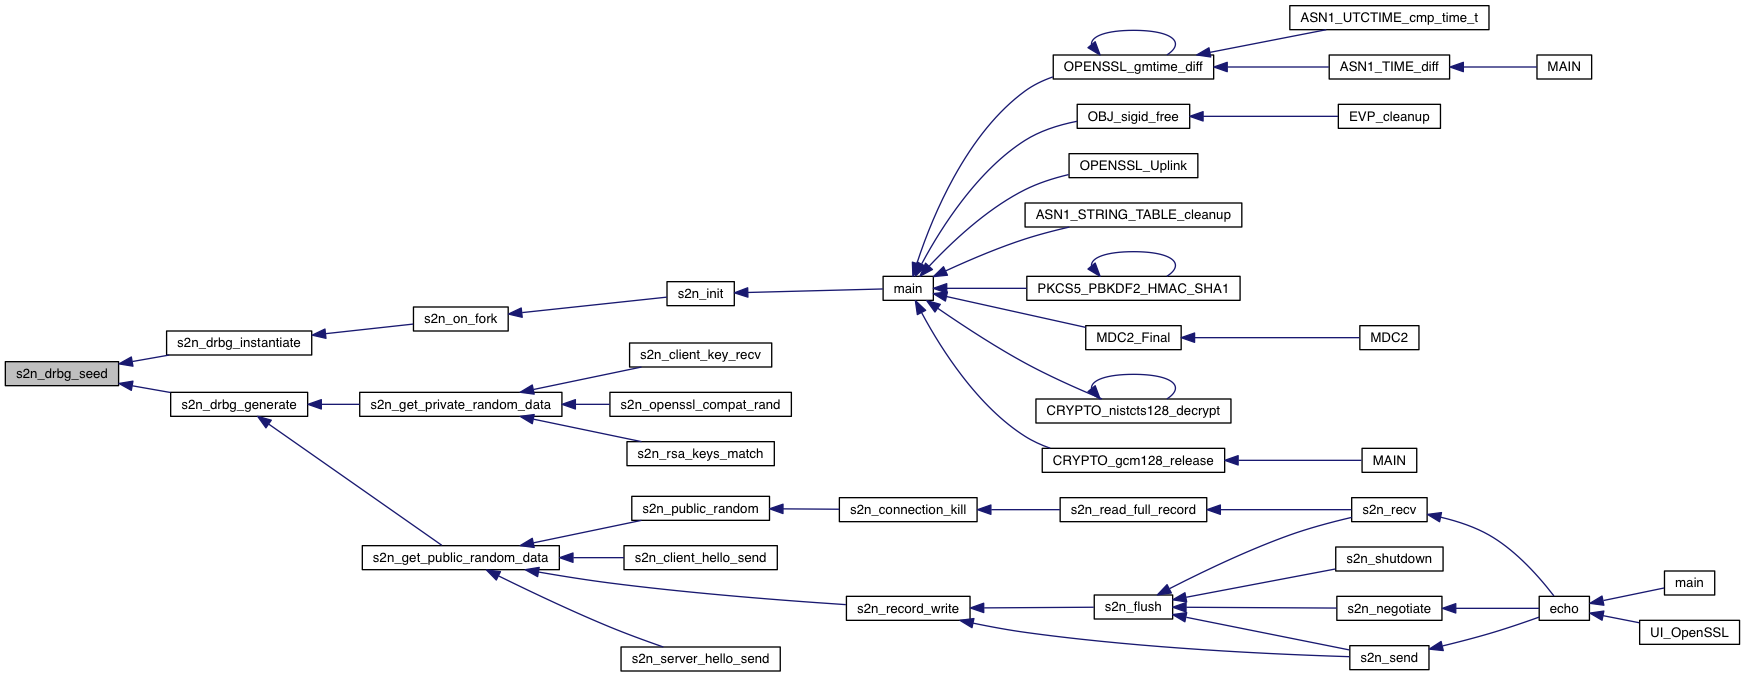 ASN1_UTCTIME_cmp_time_t
OPENSSL_gmtime_diff
ASN1_TIME_diff
MAIN
OBJ_sigid_free
EVP_cleanup
OPENSSL_Uplink
ASN1_STRING_TABLE_cleanup
main
PKCS5_PBKDF2_HMAC_SHA1
s2n_init
s2n_on_fork
MDC2_Final
MDC2
s2n_drbg_instantiate
s2n_client_key_recv
s2n_drbg_seed
s2n_drbg_generate
s2n_get_private_random_data
s2n_openssl_compat_rand
CRYPTO_nistcts128_decrypt
s2n_rsa_keys_match
CRYPTO_gcm128_release
MAIN
s2n_public_random
s2n_connection_kill
s2n_read_full_record
s2n_recv
s2n_get_public_random_data
s2n_client_hello_send
s2n_shutdown
main
s2n_record_write
s2n_flush
s2n_negotiate
echo
UI_OpenSSL
s2n_server_hello_send
s2n_send